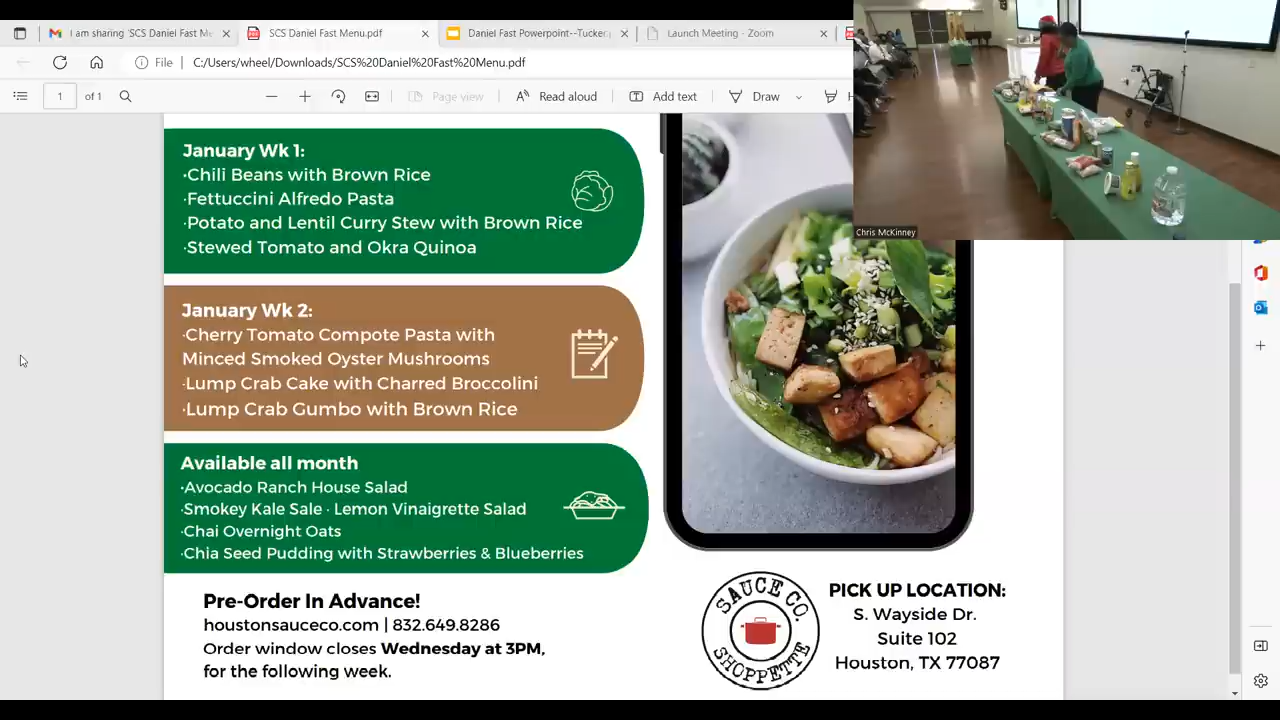 I am sharing 'SCS Daniel Fast Me
SCS Daniel Fast Menu.pdf
Daniel Fast Powerpoint--Tucker.p
Launch Meeting - Zoom
File
C:/Users/wheel/Downloads/SCS%20Daniel%20Fast%20Menu.pdf
1 of 1
Page view
Read aloud
Add text
Draw
H
Chris McKinney
January Wk 1:
·Chili Beans with Brown Rice
·Fettuccini Alfredo Pasta
·Potato and Lentil Curry Stew with Brown Rice
·Stewed Tomato and Okra Quinoa
January Wk 2:
·Cherry Tomato Compote Pasta with
Minced Smoked Oyster Mushrooms
·Lump Crab Cake with Charred Broccolini
·Lump Crab Gumbo with Brown Rice
Available all month
·Avocado Ranch House Salad
·Smokey Kale Sale · Lemon Vinaigrette Salad
·Chai Overnight Oats
·Chia Seed Pudding with Strawberries & Blueberries
Pre-Order In Advance!
houstonsauceco.com | 832.649.8286
Order window closes Wednesday at 3PM,
for the following week.
SAUCE CO.
SHOPPETTE
PICK UP LOCATION:
S. Wayside Dr.
Suite 102
Houston, TX 77087